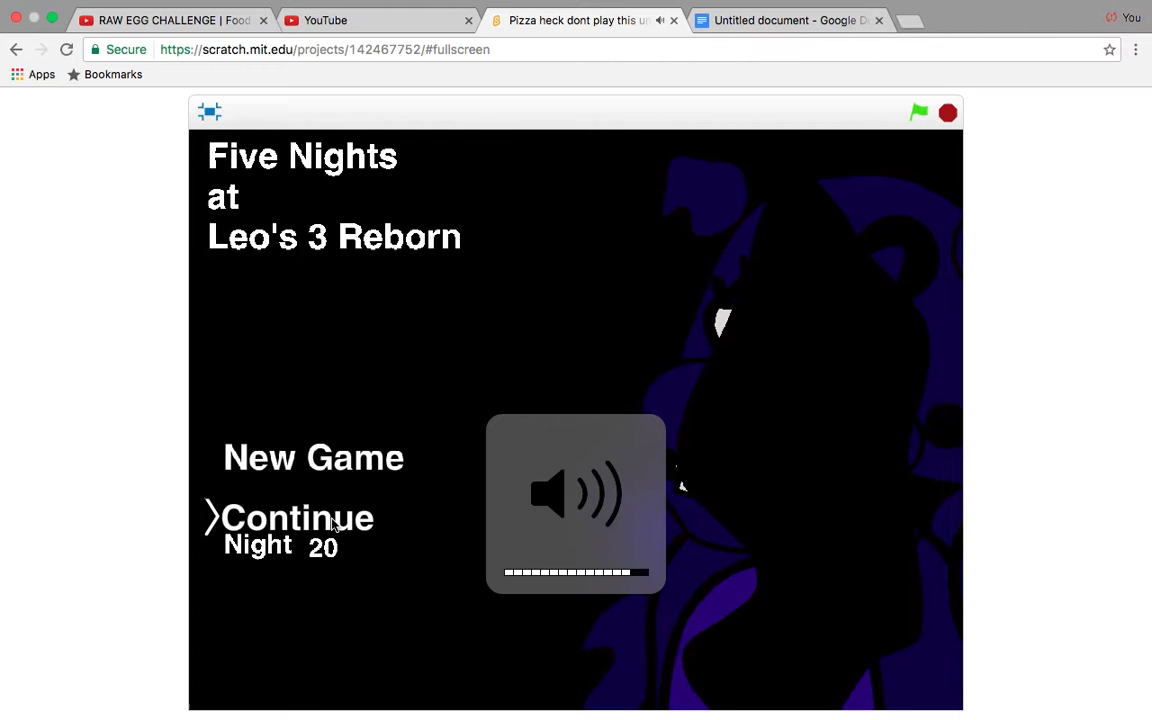 RAW EGG CHALLENGE | Food
YouTube
Pizza heck dont play this un
Untitled document - Google D
You
Secure
https://scratch.mit.edu/projects/142467752/#fullscreen
Apps
Bookmarks
Five Nights
at
Leo's 3 Reborn
New Game
Continue
Night 20